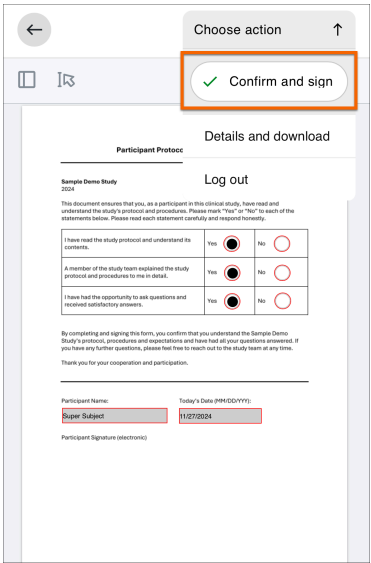 Choose action
Confirm and sign
Details and download
Log out
Participant Protoc
Sample Demo Study
2024
This document ensures that you, as a participant in this clinical study, have read and
understand the study's protocol and procedures. Please mark "Yes" or "No" to each of the
statements below. Please read each statement carefully and respond honestly.
I have read the study protocol and understand its
contents.
Yes
No
A member of the study team explained the study
protocol and procedures to me in detail.
Yes
No
I have had the opportunity to ask questions and
received satisfactory answers.
Yes
No
By completing and signing this form, you confirm that you understand the Sample Demo
Study's protocol, procedures and expectations and have had all your questions answered. If
you have any further questions, please feel free to reach out to the study team at any time.
Thank you for your cooperation and participation.
Participant Name:
Today's Date (MM/DD/YYY):
Super Subject
11/27/2024
Participant Signature (electronic)